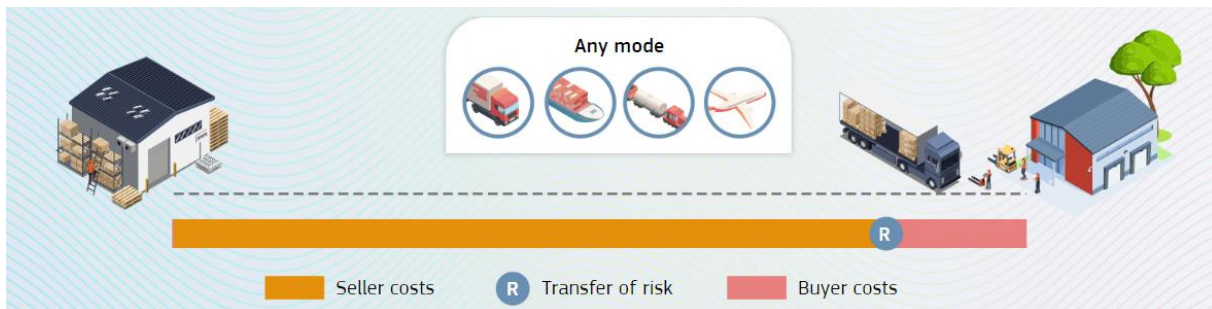 Any mode
R
Seller costs
R Transfer of risk
Buyer costs